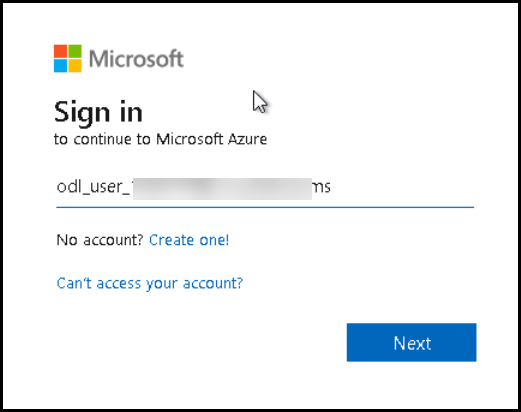 Microsoft
Sign in
to continue to Microsoft Azure
odl_user_ ms
No account? Create one!
Can't access your account?
Next